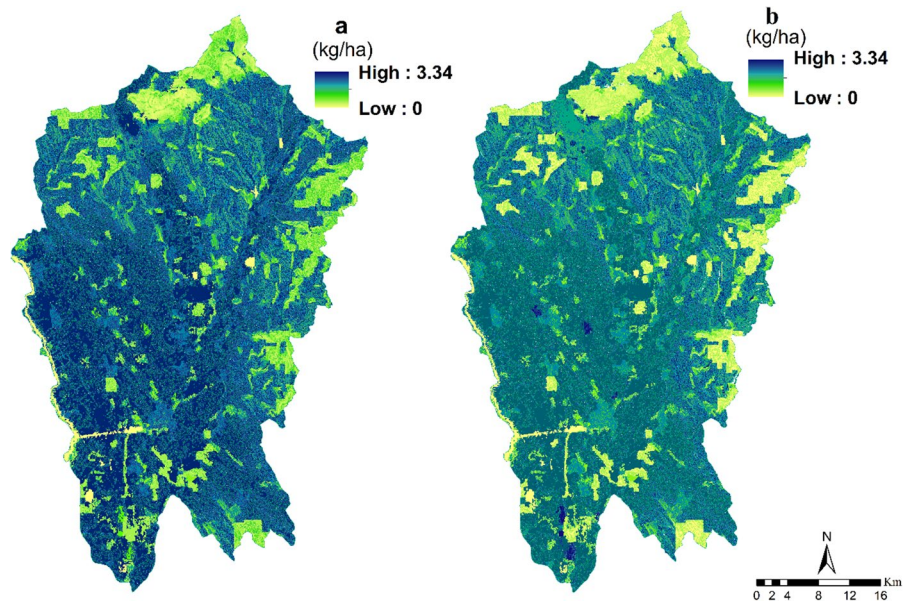 a
(kg/ha)
High : 3.34
Low : 0
b
(kg/ha)
High : 3.34
Low : 0
N
Km
0 2 4 8 12 16